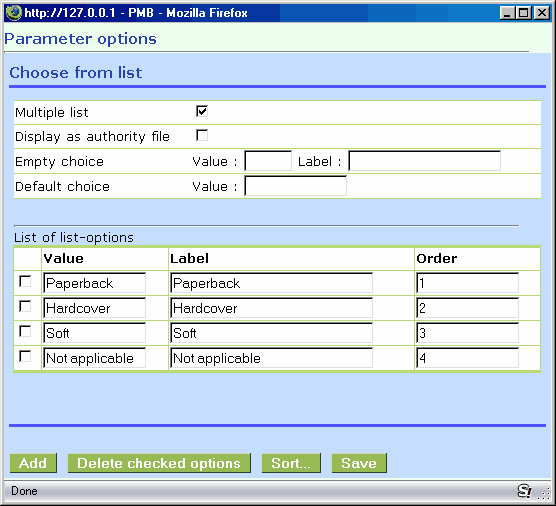 http://127.0.0.1 - PMB - Mozilla Firefox
Parameter options
Choose from list
Multiple list
Display as authority file
Empty choice Value : Label :
Default choice Value :
List of list-options
Value Label Order
Paperback Paperback 1
Hardcover Hardcover 2
Soft Soft 3
Not applicable Not applicable 4
Add Delete checked options Sort... Save
Done S!